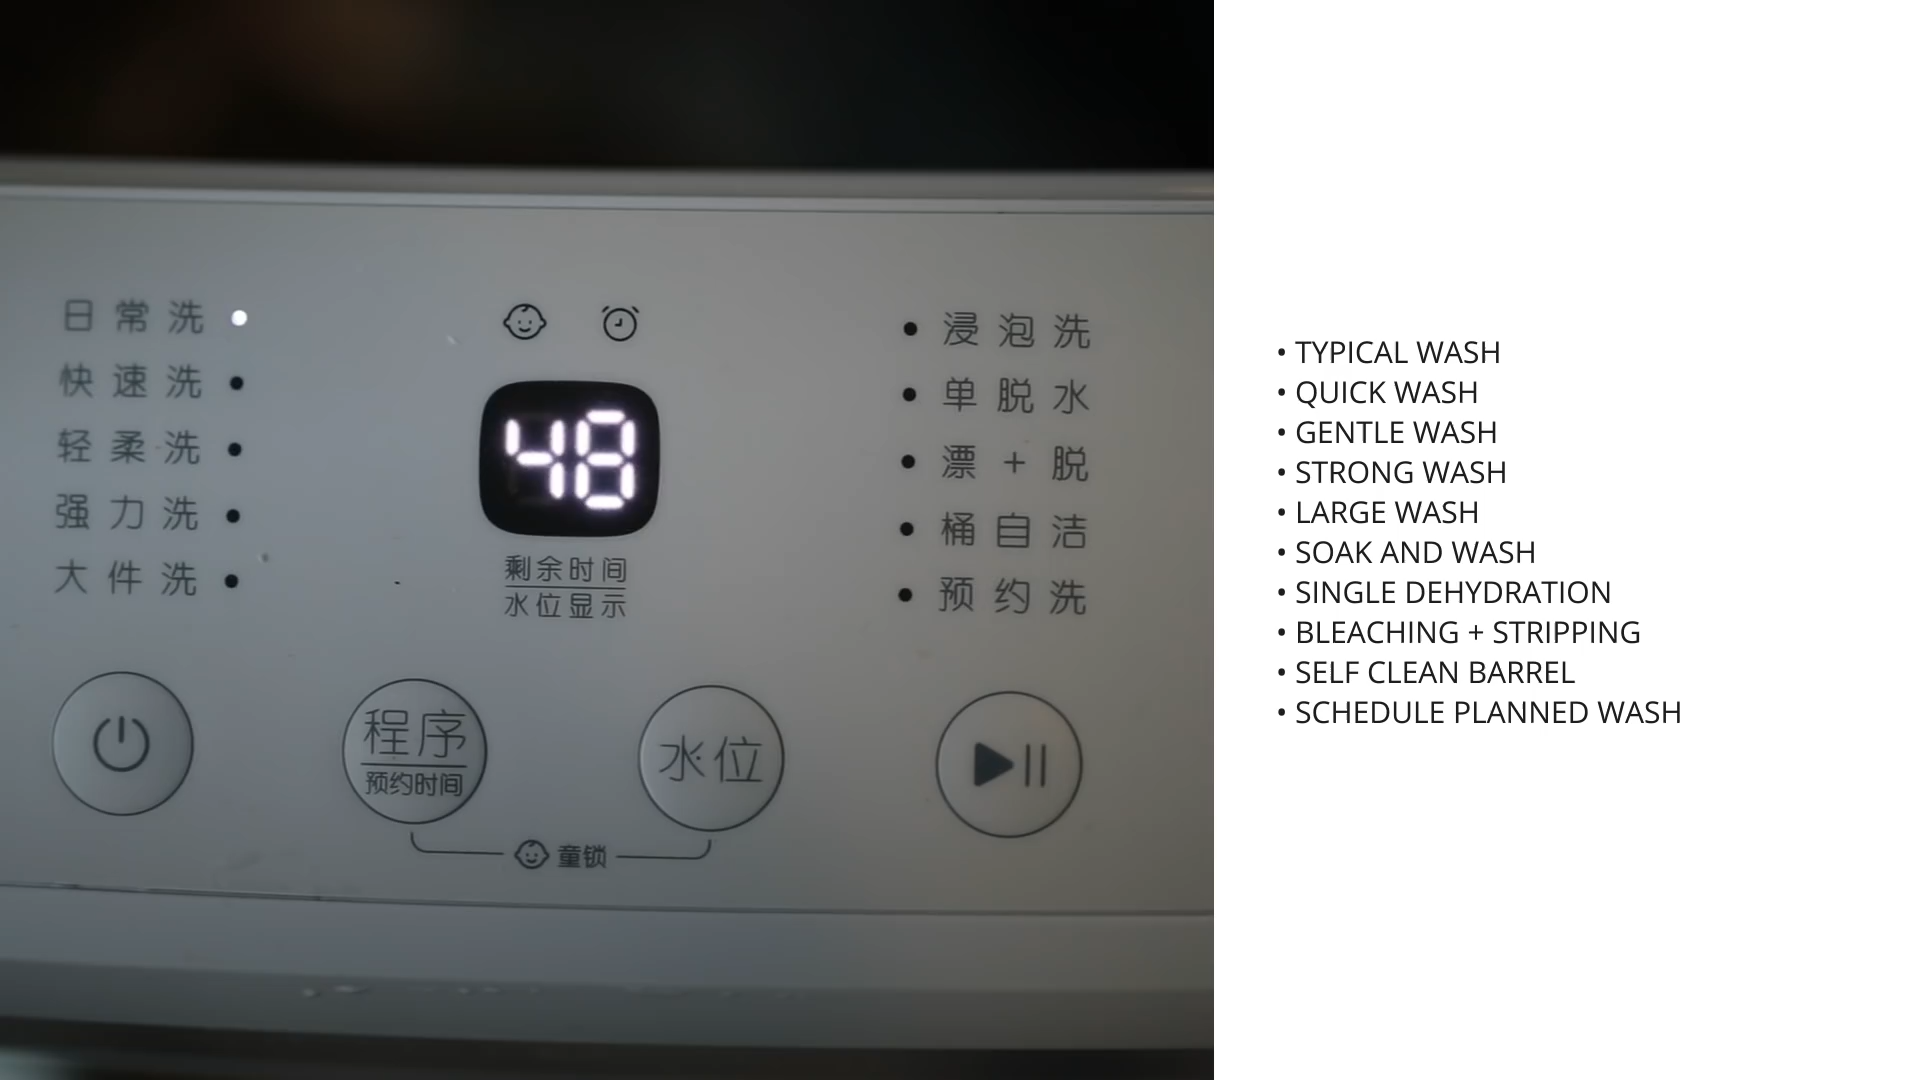 日常洗
快速洗
轻柔洗
强力洗
大件洗
48
剩余时间
水位显示
浸泡洗
单脱水
漂+脱
桶自洁
预约洗
程序
预约时间
水位
童锁
• TYPICAL WASH
• QUICK WASH
• GENTLE WASH
• STRONG WASH
• LARGE WASH
• SOAK AND WASH
• SINGLE DEHYDRATION
• BLEACHING + STRIPPING
• SELF CLEAN BARREL
• SCHEDULE PLANNED WASH